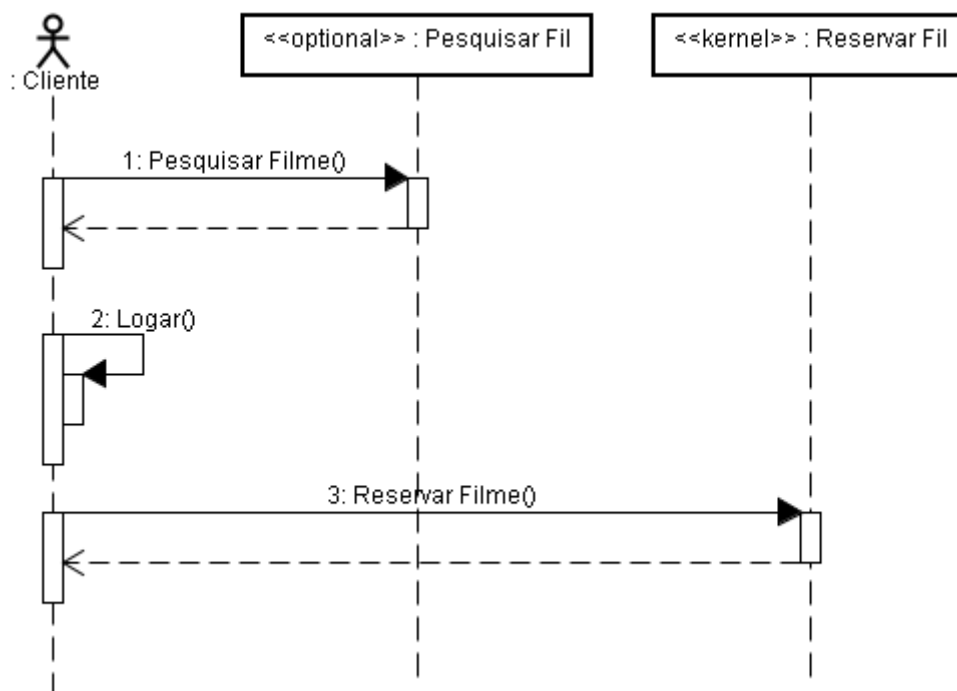 <<optional>> : Pesquisar Fil
<<kernel>> : Reservar Fil
: Cliente
1: Pesquisar Filme()
2: Logar()
3: Reservar Filme()